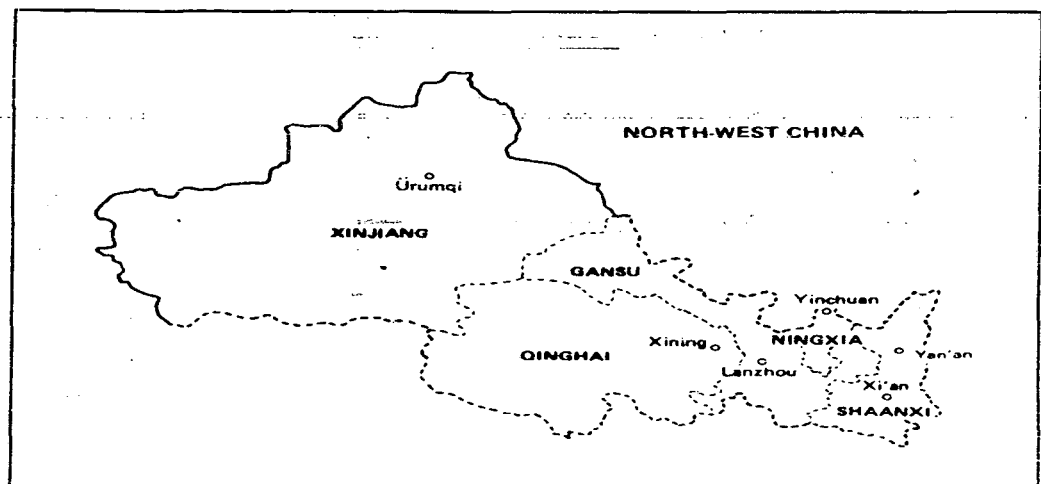 NORTH-WEST CHINA
Ürumqi
XINJIANG
GANSU
Yinchuan
Xining
NINGXIA
QINGHAI
Yan'an
Lanzhou
Xi'an
SHAANXI